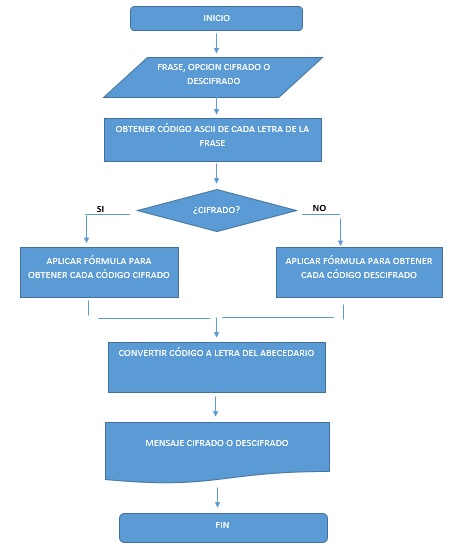 INICIO
FRASE, OPCION CIFRADO O
DESCIFRADO
OBTENER CÓDIGO ASCII DE CADA LETRA DE LA
FRASE
¿CIFRADO?
SI
NO
APLICAR FÓRMULA PARA
OBTENER CADA CÓDIGO CIFRADO
APLICAR FÓRMULA PARA OBTENER
CADA CÓDIGO DESCIFRADO
CONVERTIR CÓDIGO A LETRA DEL ABECEDARIO
MENSAJE CIFRADO O DESCIFRADO
FIN